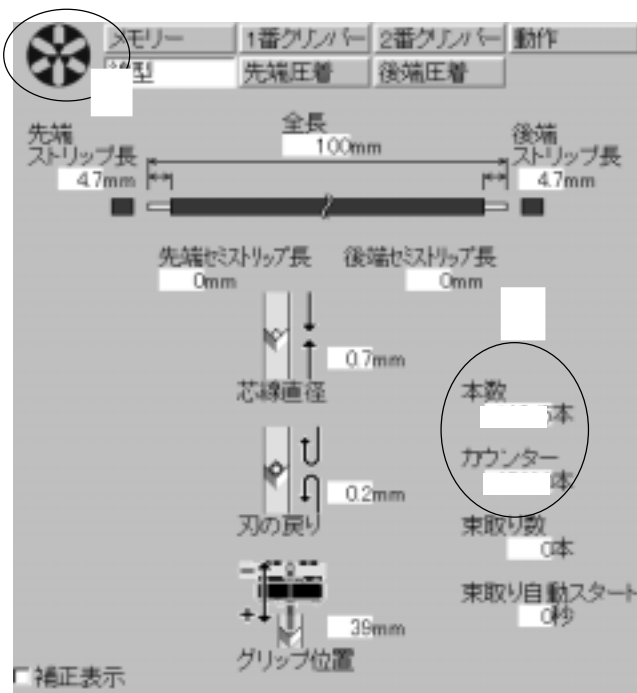 メモリー 1番クリンパー 2番クリンパー 動作
線型 先端圧着 後端圧着
全長
100mm
先端
ストリップ長
4.7mm
後端
ストリップ長
4.7mm
先端セミストリップ長 後端セミストリップ長
0mm 0mm
0.7mm
芯線直径
0.2mm
刃の戻り
39mm
グリップ位置
本数
本
カウンター
本
束取り数
0本
束取り自動スタート
0秒
補正表示